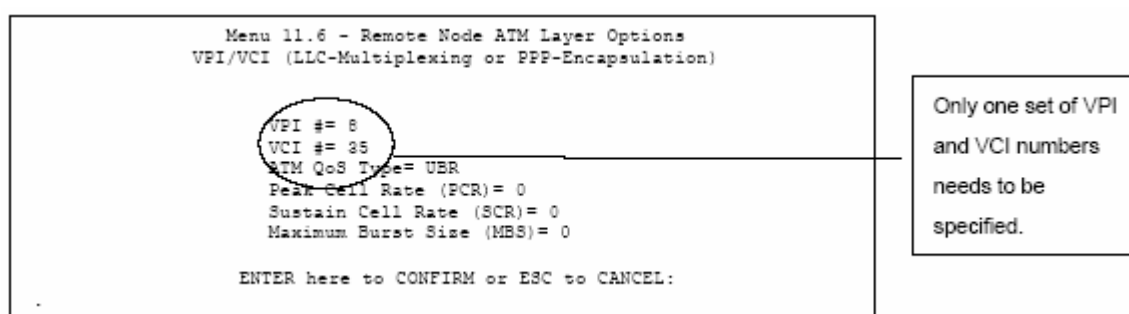 Menu 11.6 - Remote Node ATM Layer Options
VPI/VCI (LLC-Multiplexing or PPP-Encapsulation)
VPI #= 8
VCI #= 35
ATM QoS Type= UBR
Peak Cell Rate (PCR)= 0
Sustain Cell Rate (SCR)= 0
Maximum Burst Size (MBS)= 0
ENTER here to CONFIRM or ESC to CANCEL:
Only one set of VPI
and VCI numbers
needs to be
specified.